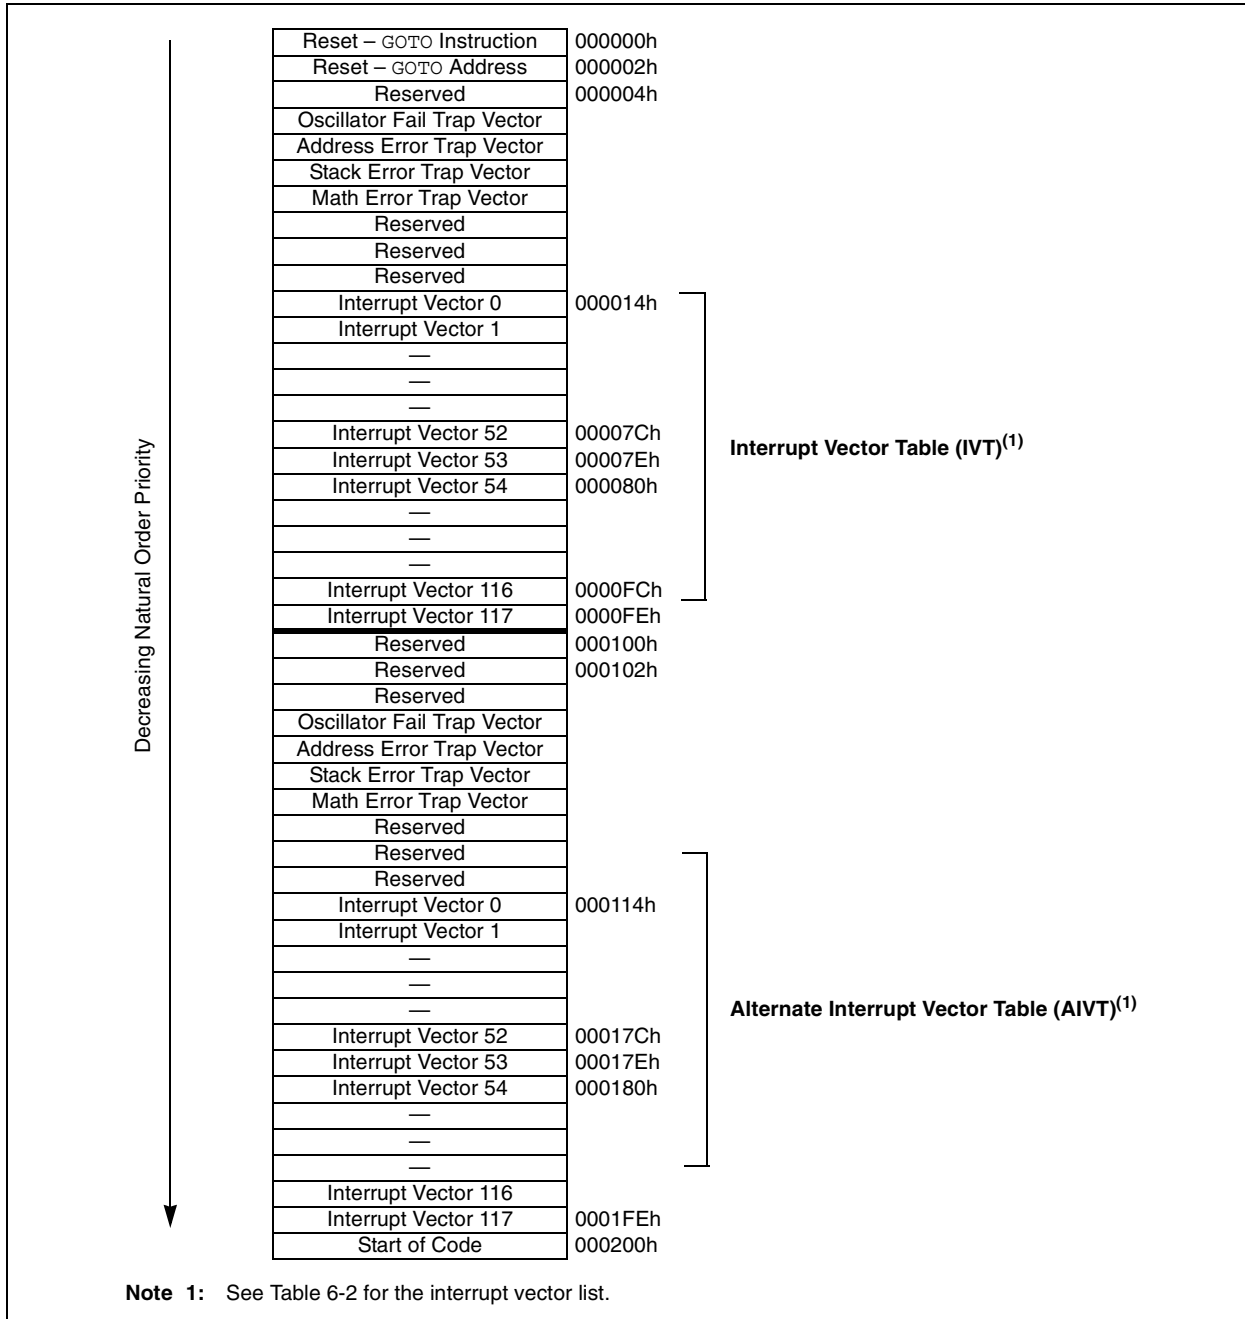 Reset – GOTO Instruction 000000h
Reset – GOTO Address 000002h
Reserved 000004h
Oscillator Fail Trap Vector
Address Error Trap Vector
Stack Error Trap Vector
Math Error Trap Vector
Reserved
Reserved
Reserved
Interrupt Vector 0 000014h
Interrupt Vector 1
—
—
—
Interrupt Vector 52 00007Ch
Interrupt Vector 53 00007Eh
Interrupt Vector 54 000080h
—
—
—
Interrupt Vector 116 0000FCh
Interrupt Vector 117 0000FEh
Reserved 000100h
Reserved 000102h
Reserved
Oscillator Fail Trap Vector
Address Error Trap Vector
Stack Error Trap Vector
Math Error Trap Vector
Reserved
Reserved
Reserved
Interrupt Vector 0 000114h
Interrupt Vector 1
—
—
—
Interrupt Vector 52 00017Ch
Interrupt Vector 53 00017Eh
Interrupt Vector 54 000180h
—
—
—
Interrupt Vector 116
Interrupt Vector 117 0001FEh
Start of Code 000200h
Decreasing Natural Order Priority
Interrupt Vector Table (IVT)(1)
Alternate Interrupt Vector Table (AIVT)(1)
Note 1: See Table 6-2 for the interrupt vector list.